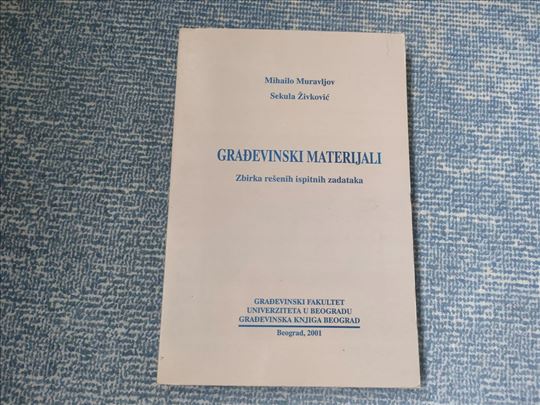 Mihailo Muravljov
Sekula Živković
GRAĐEVINSKI MATERIJALI
Zbirka rešenih ispitnih zadataka
GRAĐEVINSKI FAKULTET
UNIVERZITETA U BEOGRADU
GRAĐEVINSKA KNJIGA BEOGRAD
Beograd, 2001